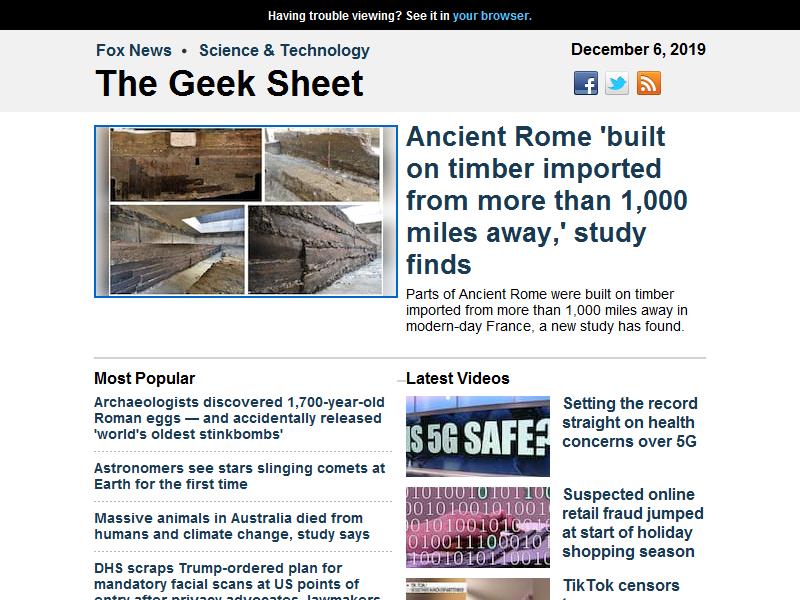 Having trouble viewing? See it in your browser.
Fox News • Science & Technology
December 6, 2019
The Geek Sheet
Ancient Rome 'built
on timber imported
from more than 1,000
miles away,' study
finds
Parts of Ancient Rome were built on timber
imported from more than 1,000 miles away in
modern-day France, a new study has found.
Most Popular
Archaeologists discovered 1,700-year-old
Roman eggs — and accidentally released
'world's oldest stinkbombs'
Astronomers see stars slinging comets at
Earth for the first time
Massive animals in Australia died from
humans and climate change, study says
DHS scraps Trump-ordered plan for
mandatory facial scans at US points of
entry after privacy advocates, lawmakers
Latest Videos
IS 5G SAFE?
Setting the record
straight on health
concerns over 5G
Suspected online
retail fraud jumped
at start of holiday
shopping season
TikTok censors